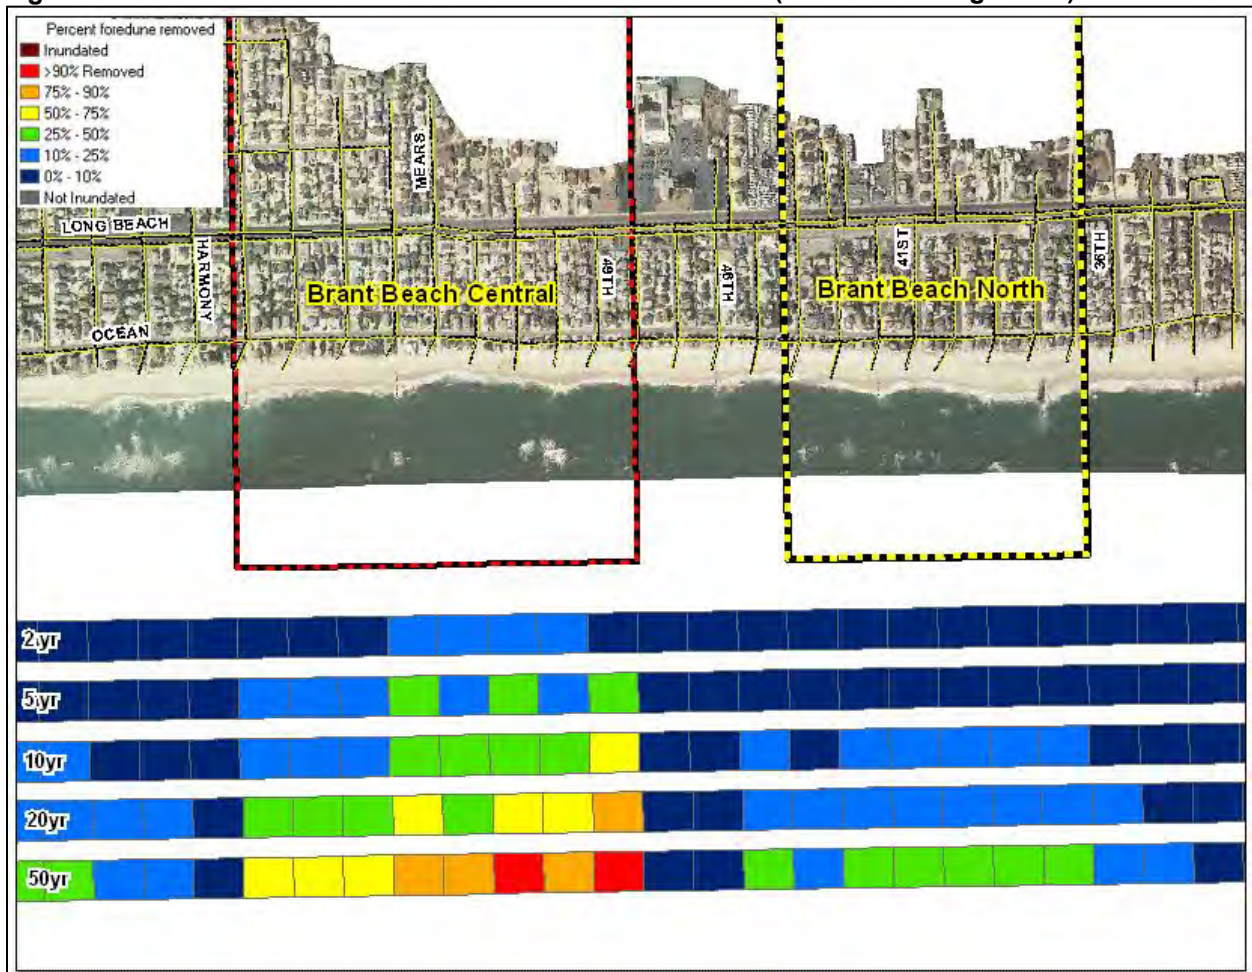 Percent foredune removed
Inundated
>90% Removed
75% - 90%
50% - 75%
25% - 50%
10% - 25%
0% - 10%
Not Inundated
MEARS
LONG BEACH
HARMONY
49TH
46TH
41ST
36TH
Brant Beach Central
Brant Beach North
OCEAN
2yr
5yr
10yr
20yr
50yr